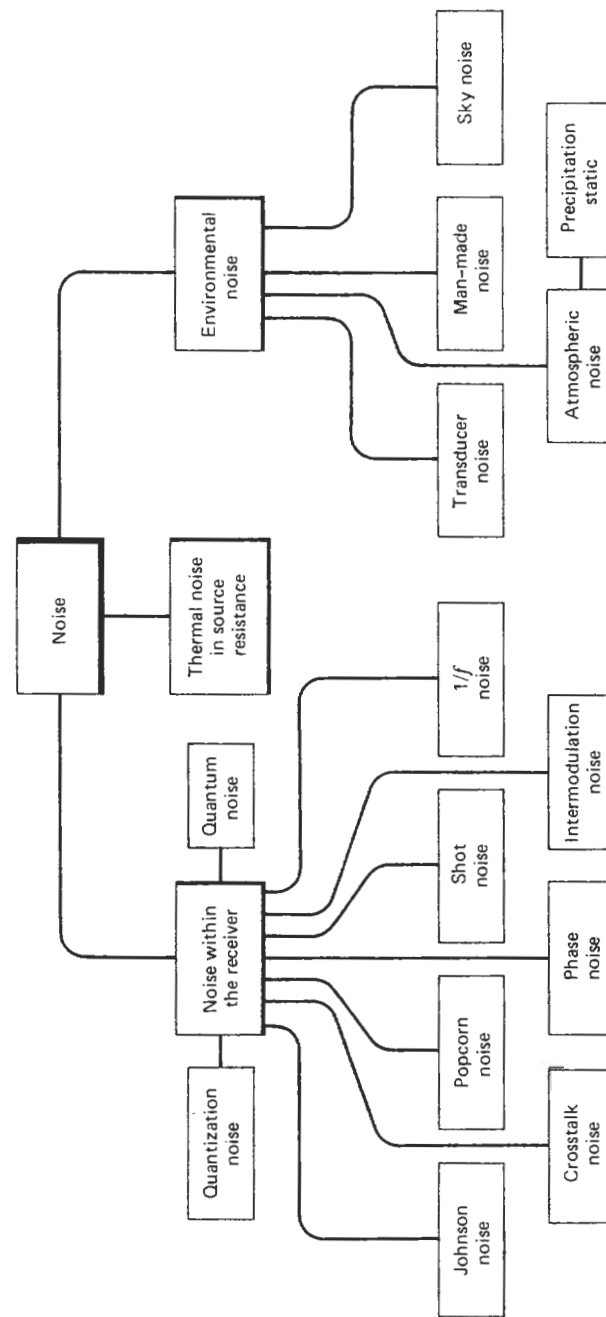 Noise
Noise within
the receiver
Quantization
noise
Quantum
noise
Johnson
noise
Crosstalk
noise
Popcorn
noise
Phase
noise
Shot
noise
Intermodulation
noise
1/f
noise
Thermal noise
in source
resistance
Environmental
noise
Transducer
noise
Atmospheric
noise
Precipitation
static
Man-made
noise
Sky noise